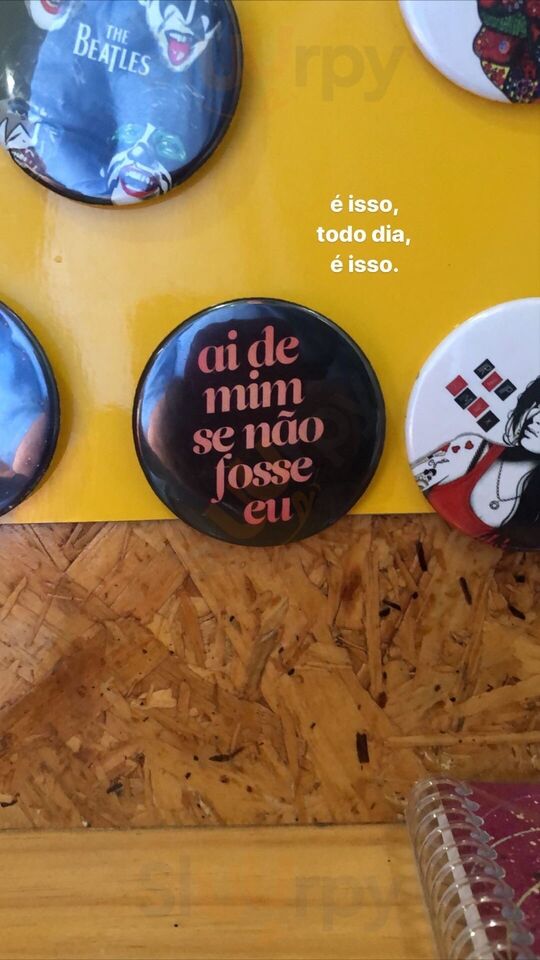 THE
BEATLES
é isso,
todo dia,
é isso.
ai de
mim
se não
fosse
eu